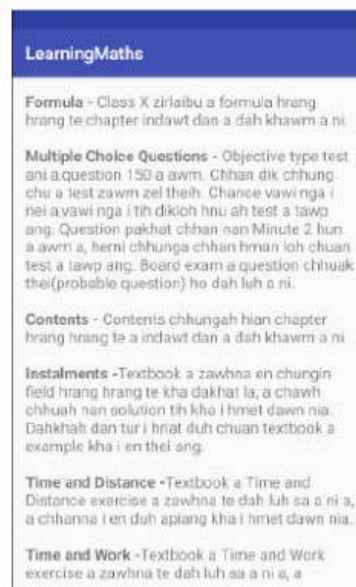 LearningMaths
Formula - Class X zirlaibu a formula hrang
hrang te chapter indawt dan a dah khawm a ni.
Multiple Choice Questions - Objective type test
ani a,question 150 a awm. Chhan dik chhung
chu a test zawm zel theih. Chance vawi nga i
nei a,vawi nga i tih dikloh hnu ah test a tawp
ang. Question pakhat chhan nan Minute 2 hun
a awm a, hemi chhunga chhan hman loh chuan
test a tawp ang. Board exam a question chhuak
thei(probable question) ho dah luh a ni.
Contents - Contents chhungah hian chapter
hrang hrang te a indawt dan a dah khawm a ni.
Instalments -Textbook a zawhna en chungin
field hrang hrang te kha dakhat la, a chawh
chhuah nan solution tih kha i hmet dawn nia.
Dahkhah dan tur i hriat duh chuan textbook a
example kha i en thei ang.
Time and Distance -Textbook a Time and
Distance exercise a zawhna te dah luh sa a ni a,
a chhanna i en duh apiang kha i hmet dawn nia.
Time and Work -Textbook a Time and Work
exercise a zawhna te dah luh sa a ni a, a